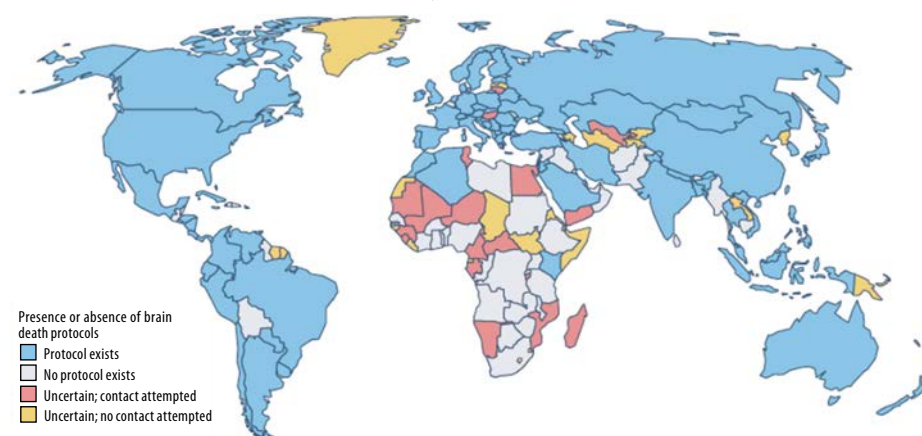 Presence or absence of brain
death protocols
Protocol exists
No protocol exists
Uncertain; contact attempted
Uncertain; no contact attempted